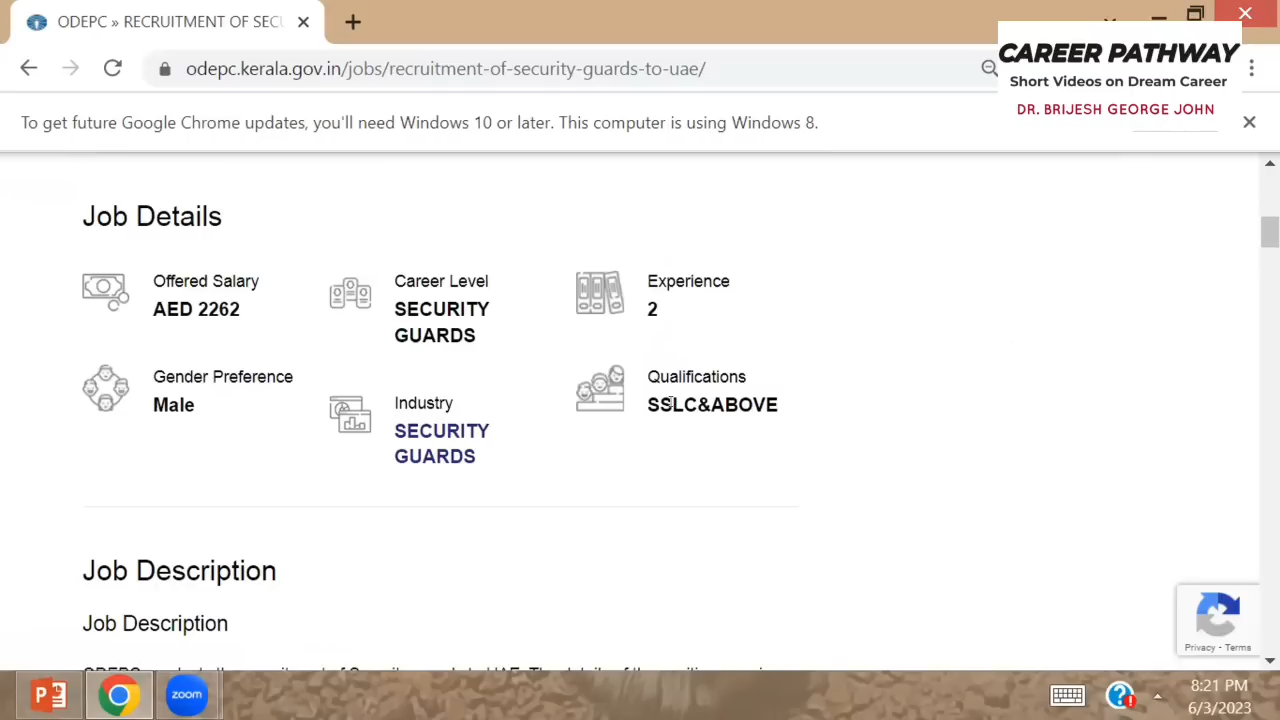 ODEPC » RECRUITMENT OF SECU
odepc.kerala.gov.in/jobs/recruitment-of-security-guards-to-uae/
CAREER PATHWAY
Short Videos on Dream Career
DR. BRIJESH GEORGE JOHN
To get future Google Chrome updates, you'll need Windows 10 or later. This computer is using Windows 8.
Job Details
Offered Salary
AED 2262
Career Level
SECURITY
GUARDS
Experience
2
Gender Preference
Male
Industry
SECURITY
GUARDS
Qualifications
SSLC&ABOVE
Job Description
Job Description
Privacy - Terms
zoom
8:21 PM
6/3/2023